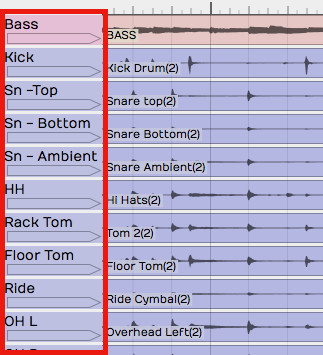 Bass
BASS
Kick
Kick Drum(2)
Sn -Top
Snare top(2)
Sn - Bottom
Snare Bottom(2)
Sn - Ambient
Snare Ambient(2)
HH
Hi Hats(2)
Rack Tom
Tom 2(2)
Floor Tom
Floor Tom(2)
Ride
Ride Cymbal(2)
OH L
Overhead Left(2)